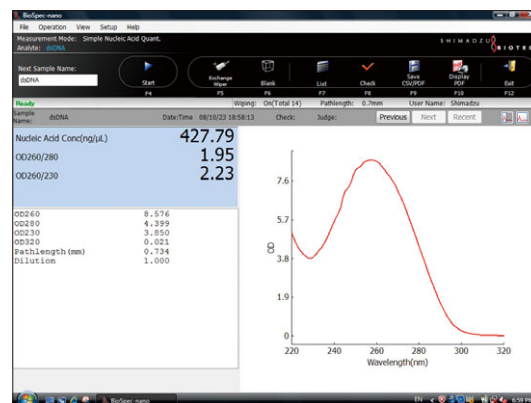 BioSpec-nano
File Operation View Setup Help
Measurement Mode: Simple Nucleic Acid Quant.
Analyte: dsDNA
SHIMADZU
BIOTECH
Next Sample Name:
dsDNA
Start Exchange Wiper Blank List Check Save CSV/PDF Display PDF Exit
F4 F5 F6 F7 F8 F9 F10 F12
Ready Wiping: On(Total 14) Pathlength: 0.7mm User Name: Shimadzu
Sample Name: dsDNA Date:Time 08/10/23 18:58:13 Check: Judge: Previous Next Recent
Nucleic Acid Conc(ng/µL) 427.79
OD260/280 1.95
OD260/230 2.23
OD260 8.576
OD280 4.399
OD230 3.850
OD320 0.021
Pathlength(mm) 0.734
Dilution 1.000
OD
7.6
5.7
3.8
1.9
0
220 240 260 280 300 320
Wavelength(nm)
BioSpec-nano EN 6:59 PM